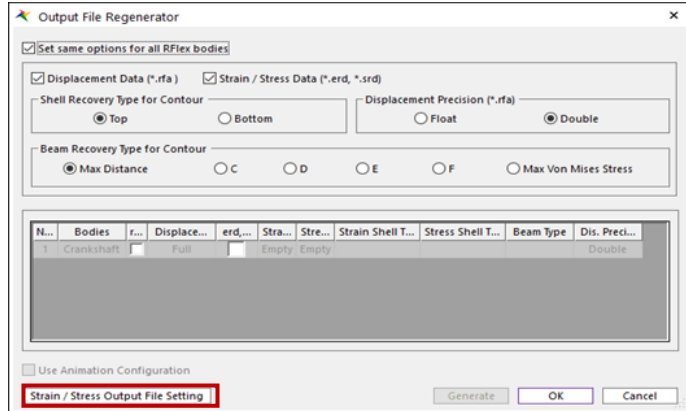 Output File Regenerator
Set same options for all RFlex bodies
Displacement Data (*.rfa ) Strain / Stress Data (*.erd, *.srd)
Shell Recovery Type for Contour Displacement Precision (*.rfa)
Top Bottom Float Double
Beam Recovery Type for Contour
Max Distance C D E F Max Von Mises Stress
N... Bodies r... Displace... erd,... Stra... Stre... Strain Shell T... Stress Shell T... Beam Type Dis. Preci...
1 Crankshaft Full Empty Empty Double
Use Animation Configuration
Strain / Stress Output File Setting Generate OK Cancel